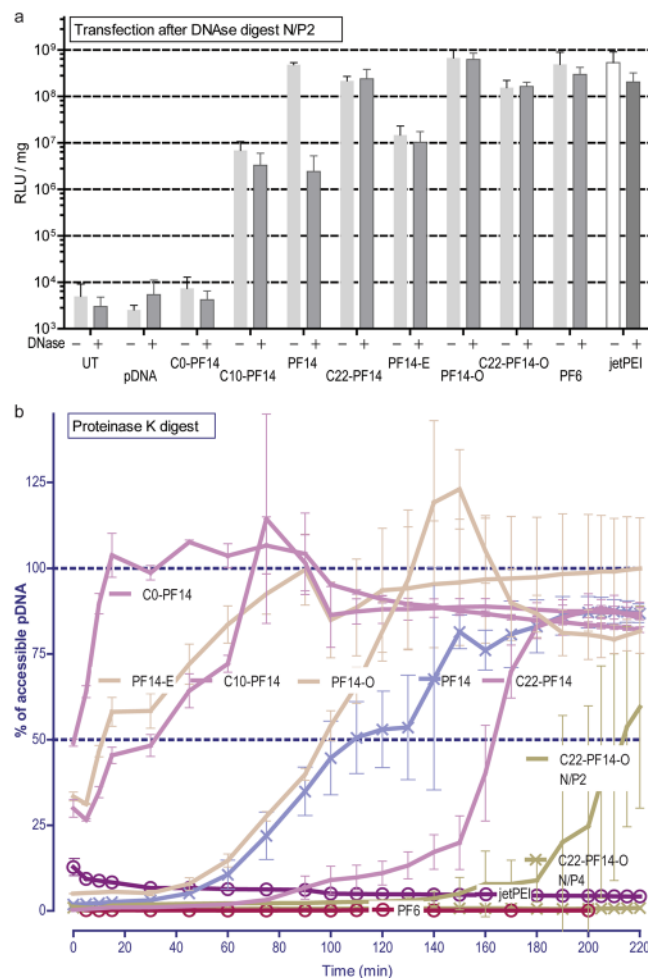 a
Transfection after DNAse digest N/P2
RLU / mg
10⁹
10⁸
10⁷
10⁶
10⁵
10⁴
10³
DNase − + − + − + − + − + − + − + − + − + − + − +
UT pDNA C0-PF14 C10-PF14 PF14 C22-PF14 PF14-E PF14-O C22-PF14-O PF6 jetPEI
b
Proteinase K digest
% of accessible pDNA
125
100
C0-PF14
75
PF14-E C10-PF14 PF14-O PF14 C22-PF14
50
C22-PF14-O
N/P2
25
C22-PF14-O
N/P4
jetPEI
PF6
0
0 20 40 60 80 100 120 140 160 180 200 220
Time (min)